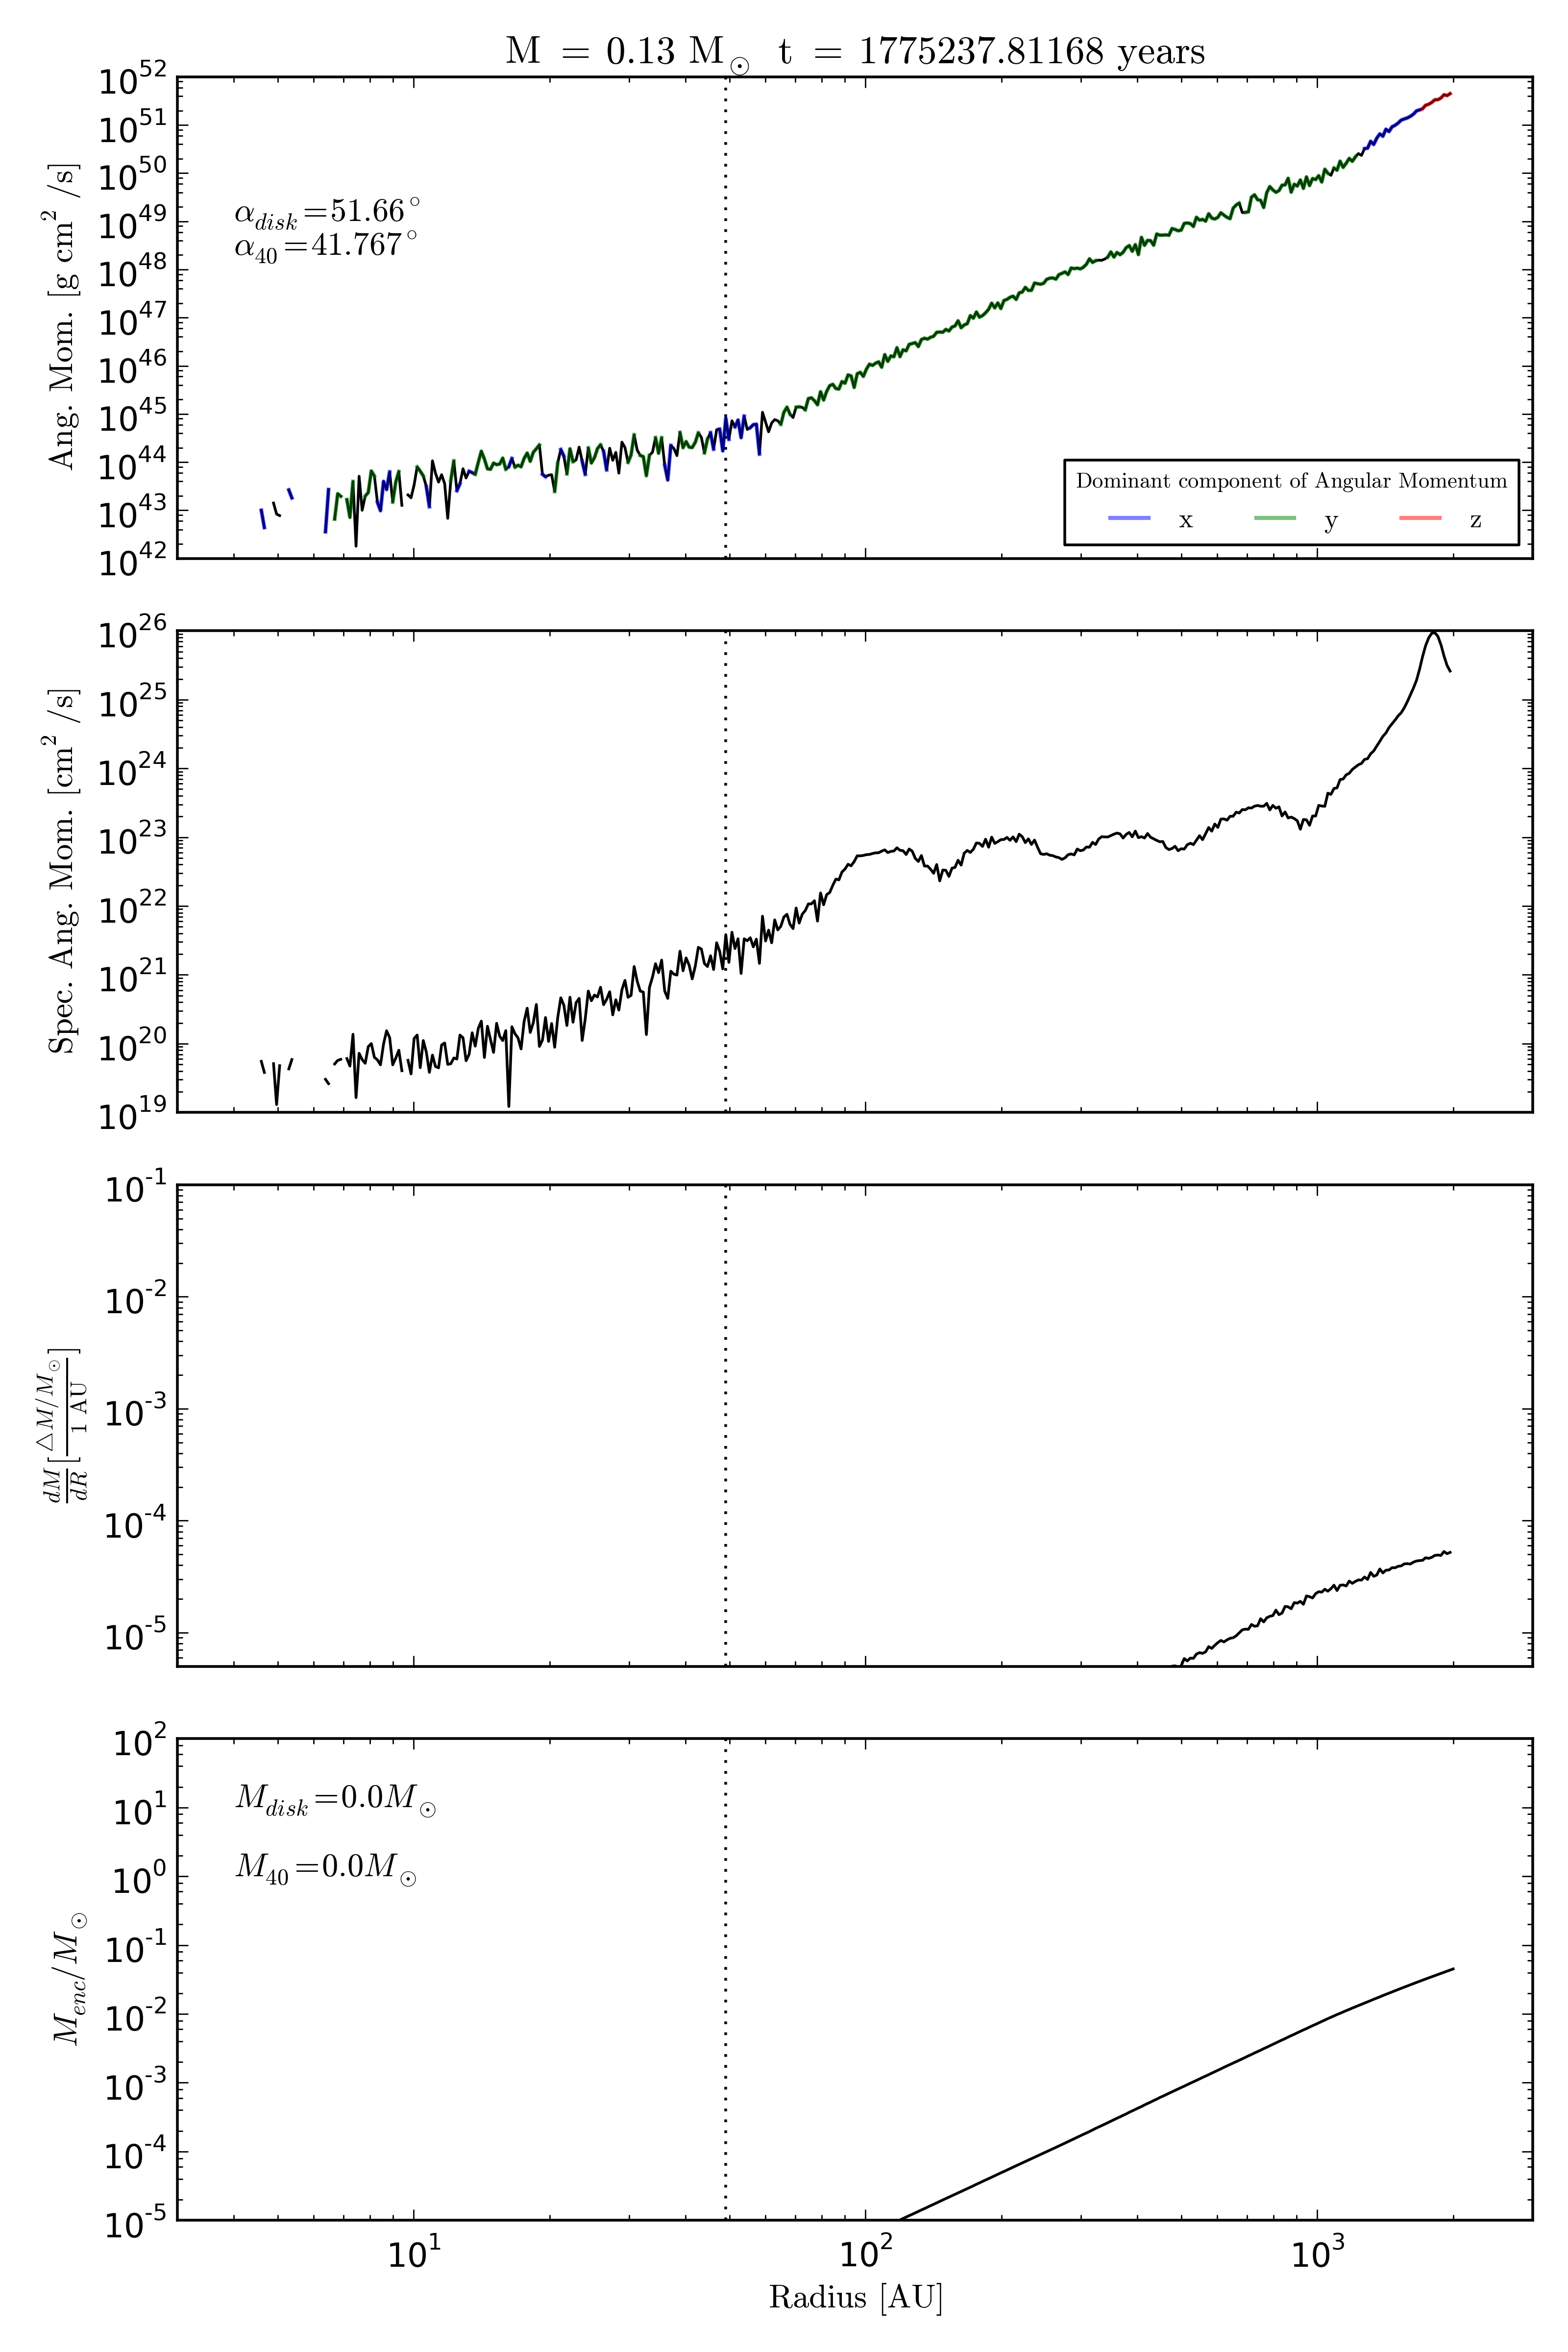 M = 0.13 M⊙ t = 1775237.81168 years
10^52
10^51
10^50
10^49
10^48
10^47
10^46
10^45
10^44
10^43
10^42
Ang. Mom. [g cm^2 /s]
α_disk = 51.66°
α_40 = 41.767°
Dominant component of Angular Momentum
x y z
10^26
10^25
10^24
10^23
10^22
10^21
10^20
10^19
Spec. Ang. Mom. [cm^2 /s]
10^-1
10^-2
10^-3
10^-4
10^-5
dM/dR [△M/M⊙ / 1 AU]
10^2
10^1
10^0
10^-1
10^-2
10^-3
10^-4
10^-5
M_enc/M⊙
M_disk = 0.0M⊙
M_40 = 0.0M⊙
10^1 10^2 10^3
Radius [AU]